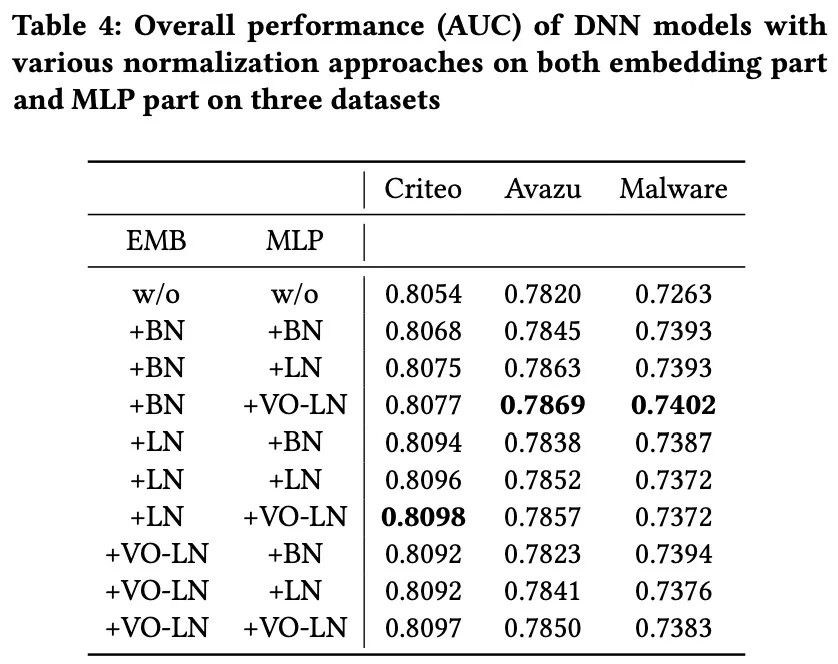 Table 4: Overall performance (AUC) of DNN models with
various normalization approaches on both embedding part
and MLP part on three datasets
Criteo Avazu Malware
EMB MLP
w/o w/o 0.8054 0.7820 0.7263
+BN +BN 0.8068 0.7845 0.7393
+BN +LN 0.8075 0.7863 0.7393
+BN +VO-LN 0.8077 0.7869 0.7402
+LN +BN 0.8094 0.7838 0.7387
+LN +LN 0.8096 0.7852 0.7372
+LN +VO-LN 0.8098 0.7857 0.7372
+VO-LN +BN 0.8092 0.7823 0.7394
+VO-LN +LN 0.8092 0.7841 0.7376
+VO-LN +VO-LN 0.8097 0.7850 0.7383